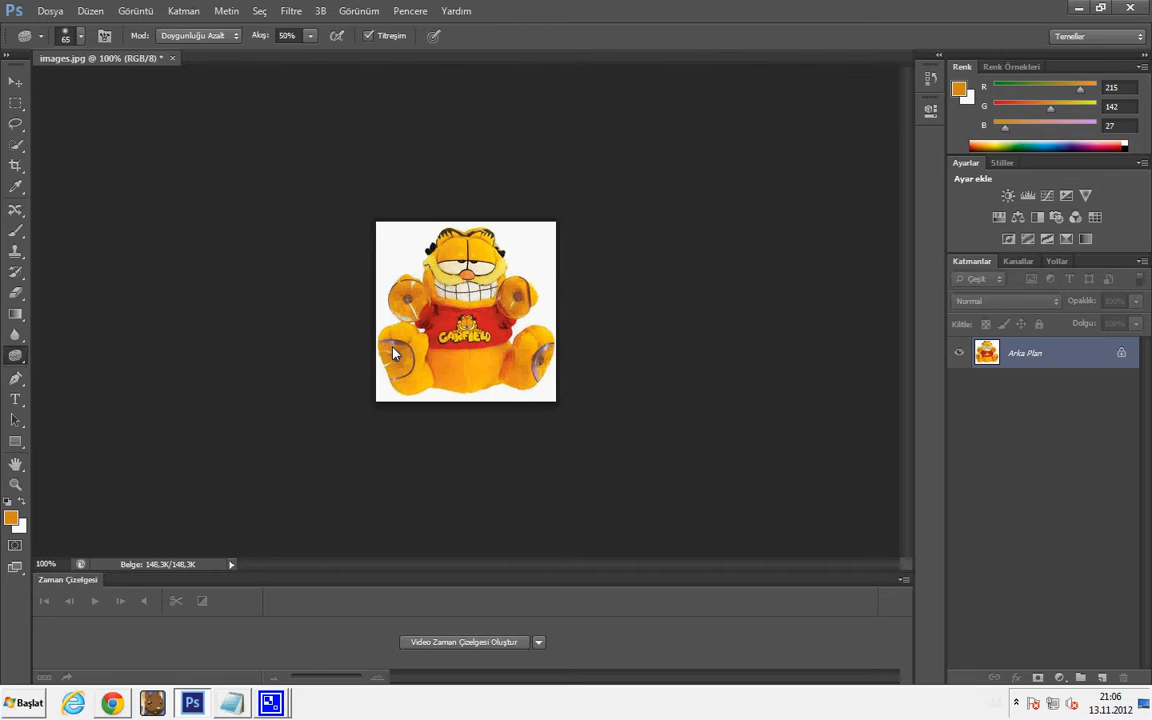 Ps Dosya Düzen Görüntü Katman Metin Seç Filtre 3B Görünüm Pencere Yardım
65 Mod: Doygunluğu Azalt Akış: 50% Titreşim Temeller
images.jpg @ 100% (RGB/8) *
Renk Renk Örnekleri
R 215
G 142
B 27
Ayarlar Stiller
Ayar ekle
Katmanlar Kanallar Yollar
Çeşit
Normal Opaklık: 100%
Kilitle: Dolgu: 100%
Arka Plan
GARFIELD
100% Belge: 148,3K/148,3K
Zaman Çizelgesi
Video Zaman Çizelgesi Oluştur
Başlat Ps 21:06
13.11.2012